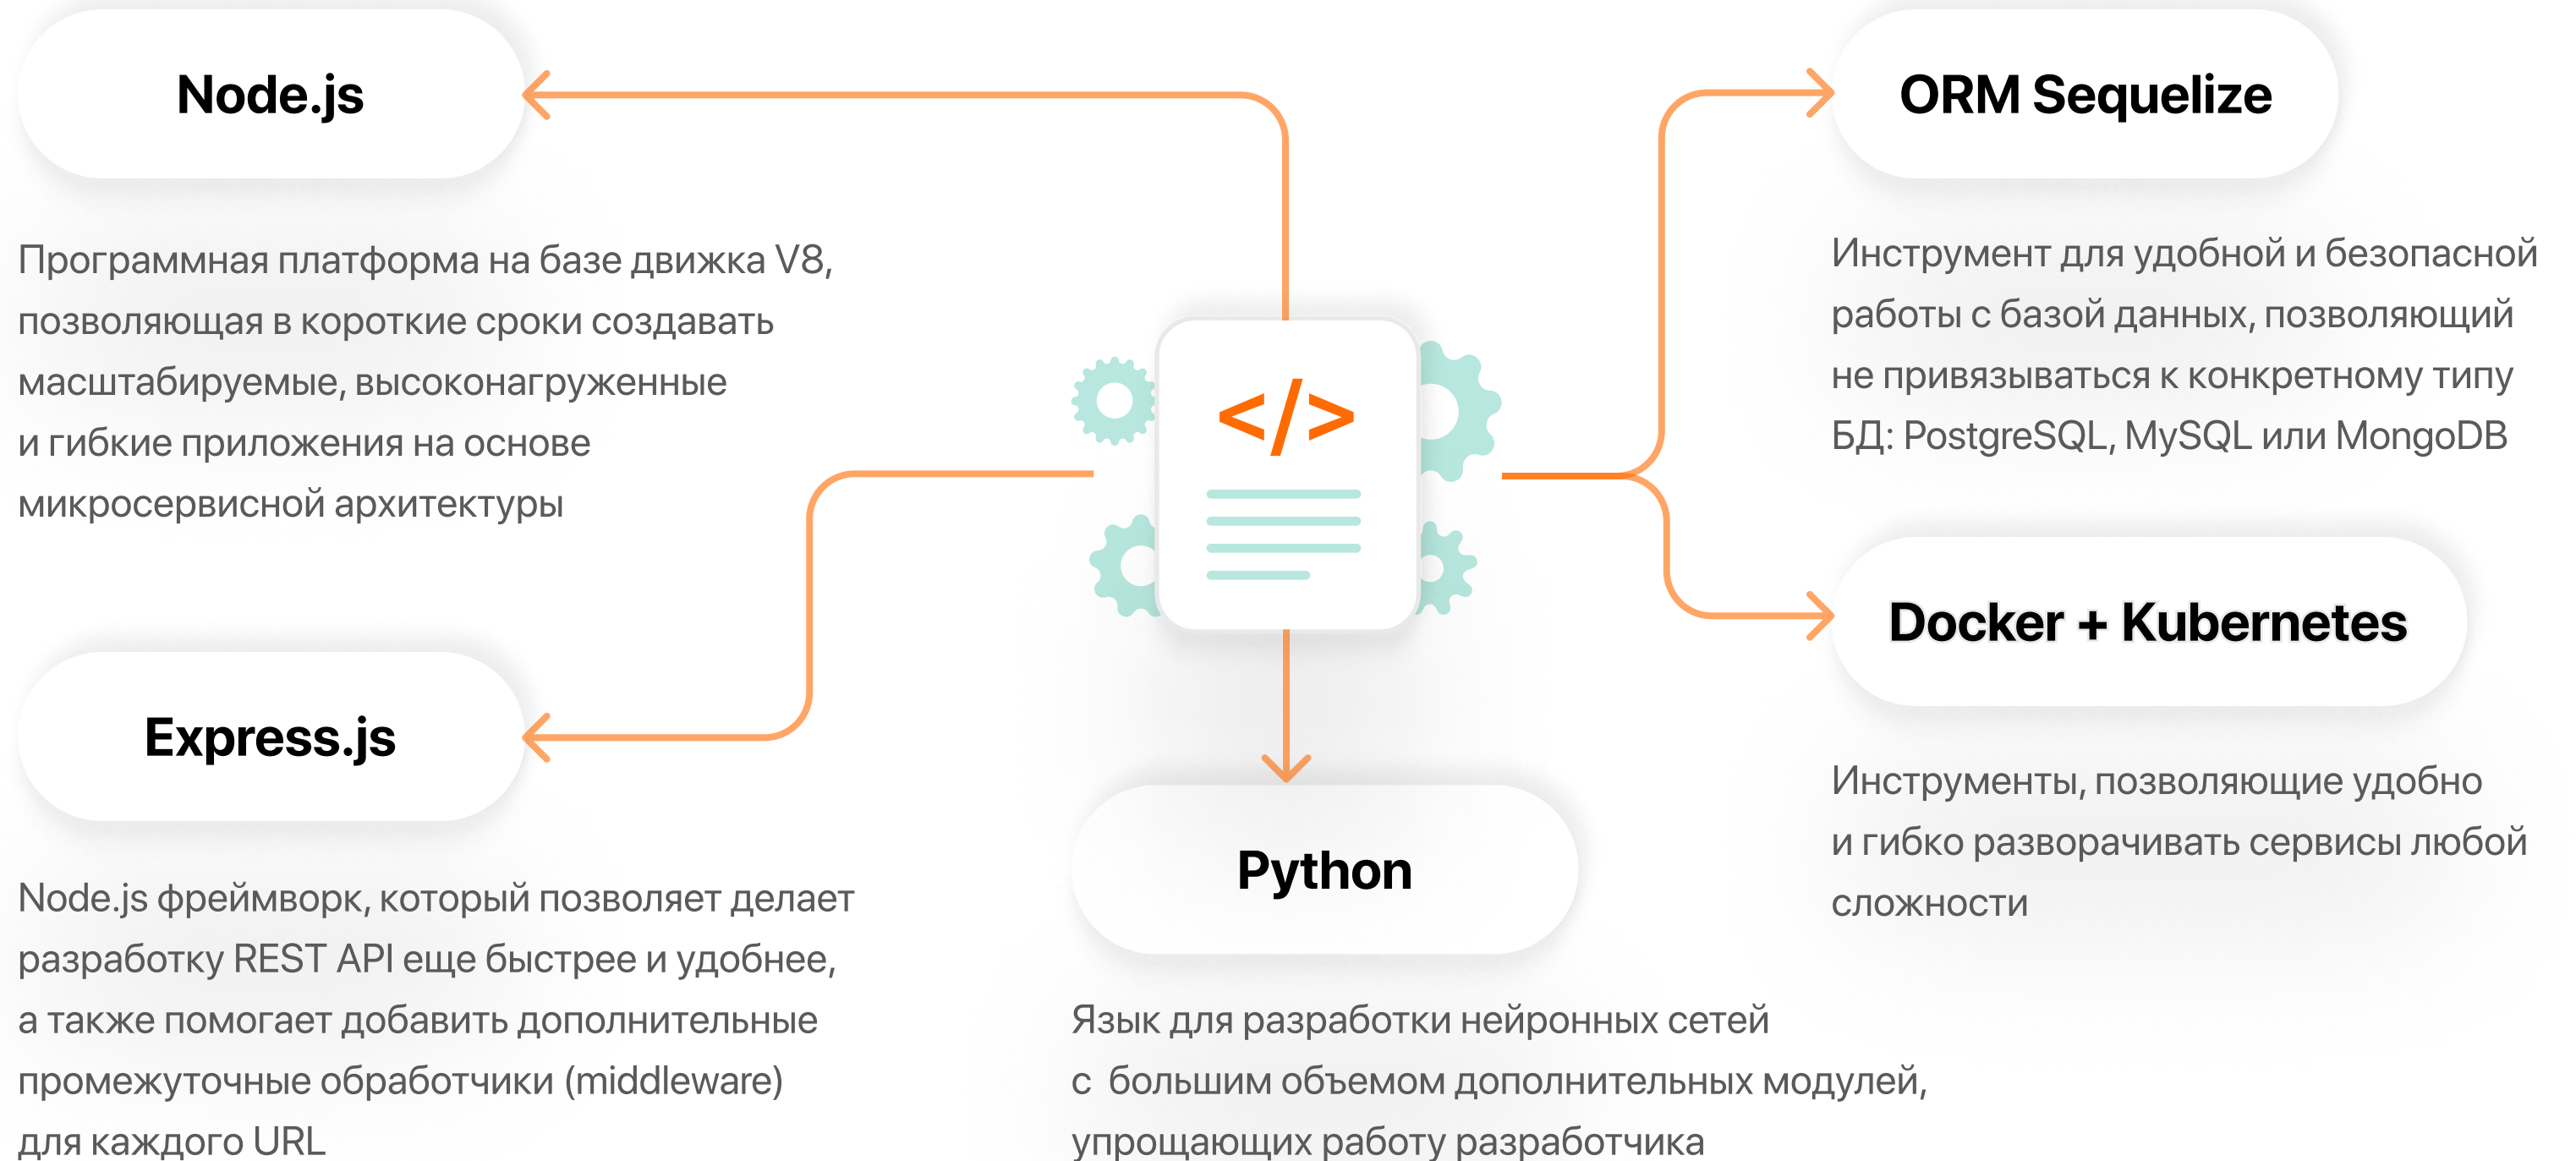 Node.js
Программная платформа на базе движка V8,
позволяющая в короткие сроки создавать
масштабируемые, высоконагруженные
и гибкие приложения на основе
микросервисной архитектуры
Express.js
Node.js фреймворк, который позволяет делает
разработку REST API еще быстрее и удобнее,
а также помогает добавить дополнительные
промежуточные обработчики (middleware)
для каждого URL
</>
Python
Язык для разработки нейронных сетей
с  большим объемом дополнительных модулей,
упрощающих работу разработчика
ORM Sequelize
Инструмент для удобной и безопасной
работы с базой данных, позволяющий
не привязываться к конкретному типу
БД: PostgreSQL, MySQL или MongoDB
Docker + Kubernetes
Инструменты, позволяющие удобно
и гибко разворачивать сервисы любой
сложности